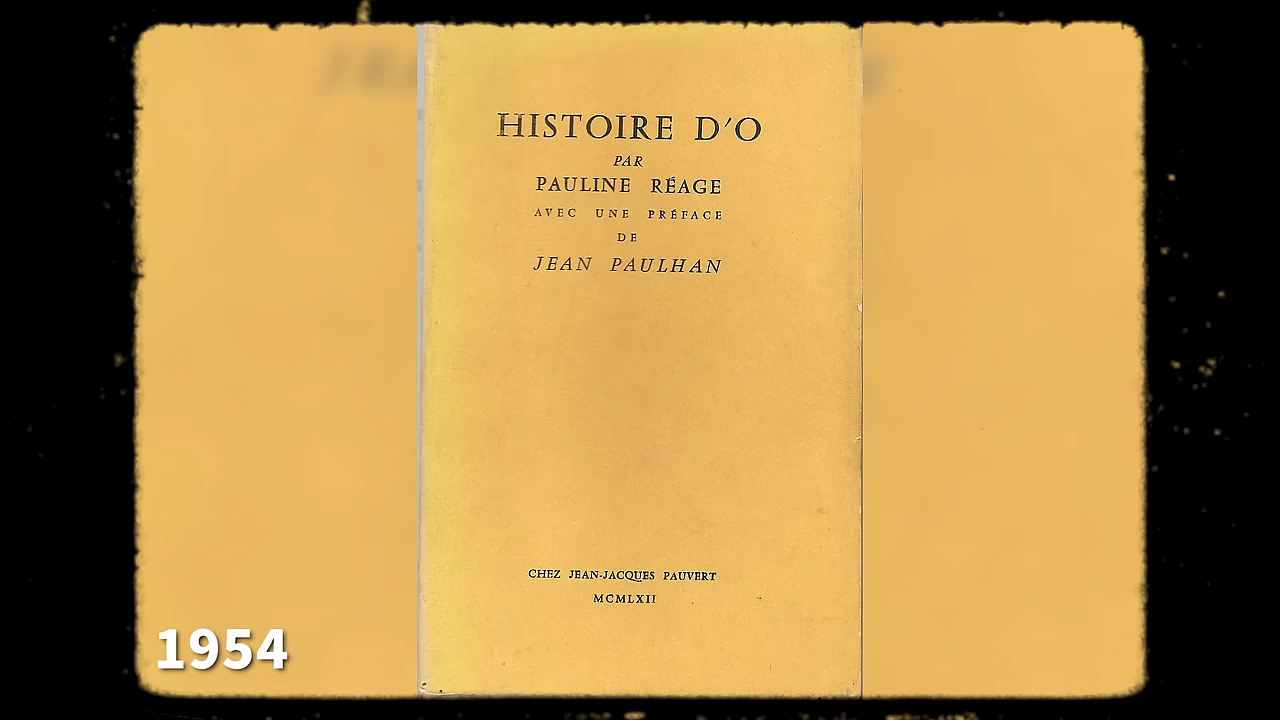 HISTOIRE D'O
PAR
PAULINE RÉAGE
AVEC UNE PRÉFACE
DE
JEAN PAULHAN
CHEZ JEAN-JACQUES PAUVERT
MCMLXII
1954